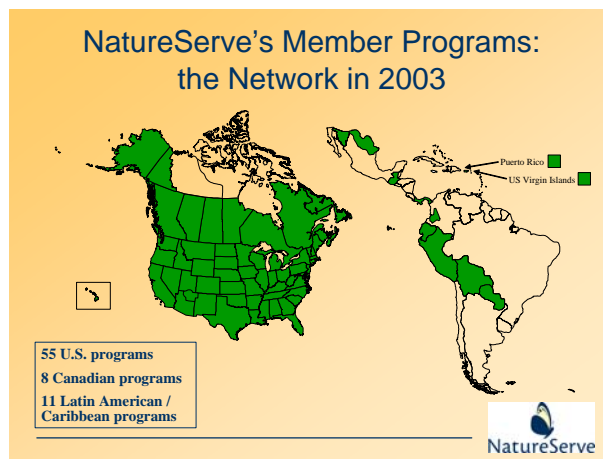 NatureServe's Member Programs:
the Network in 2003
Puerto Rico
US Virgin Islands
55 U.S. programs
8 Canadian programs
11 Latin American /
Caribbean programs
NatureServe